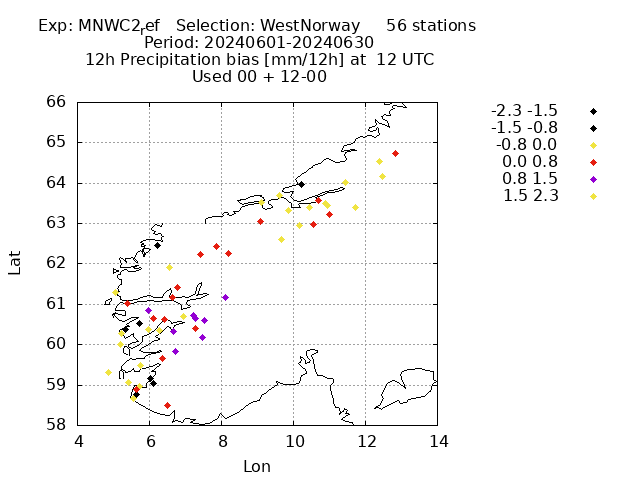 Exp: MNWC2ref Selection: WestNorway 56 stations
Period: 20240601-20240630
12h Precipitation bias [mm/12h] at 12 UTC
Used 00 + 12-00
-2.3 -1.5
-1.5 -0.8
-0.8 0.0
0.0 0.8
0.8 1.5
1.5 2.3
66
65
64
63
62
61
60
59
58
Lat
4 6 8 10 12 14
Lon